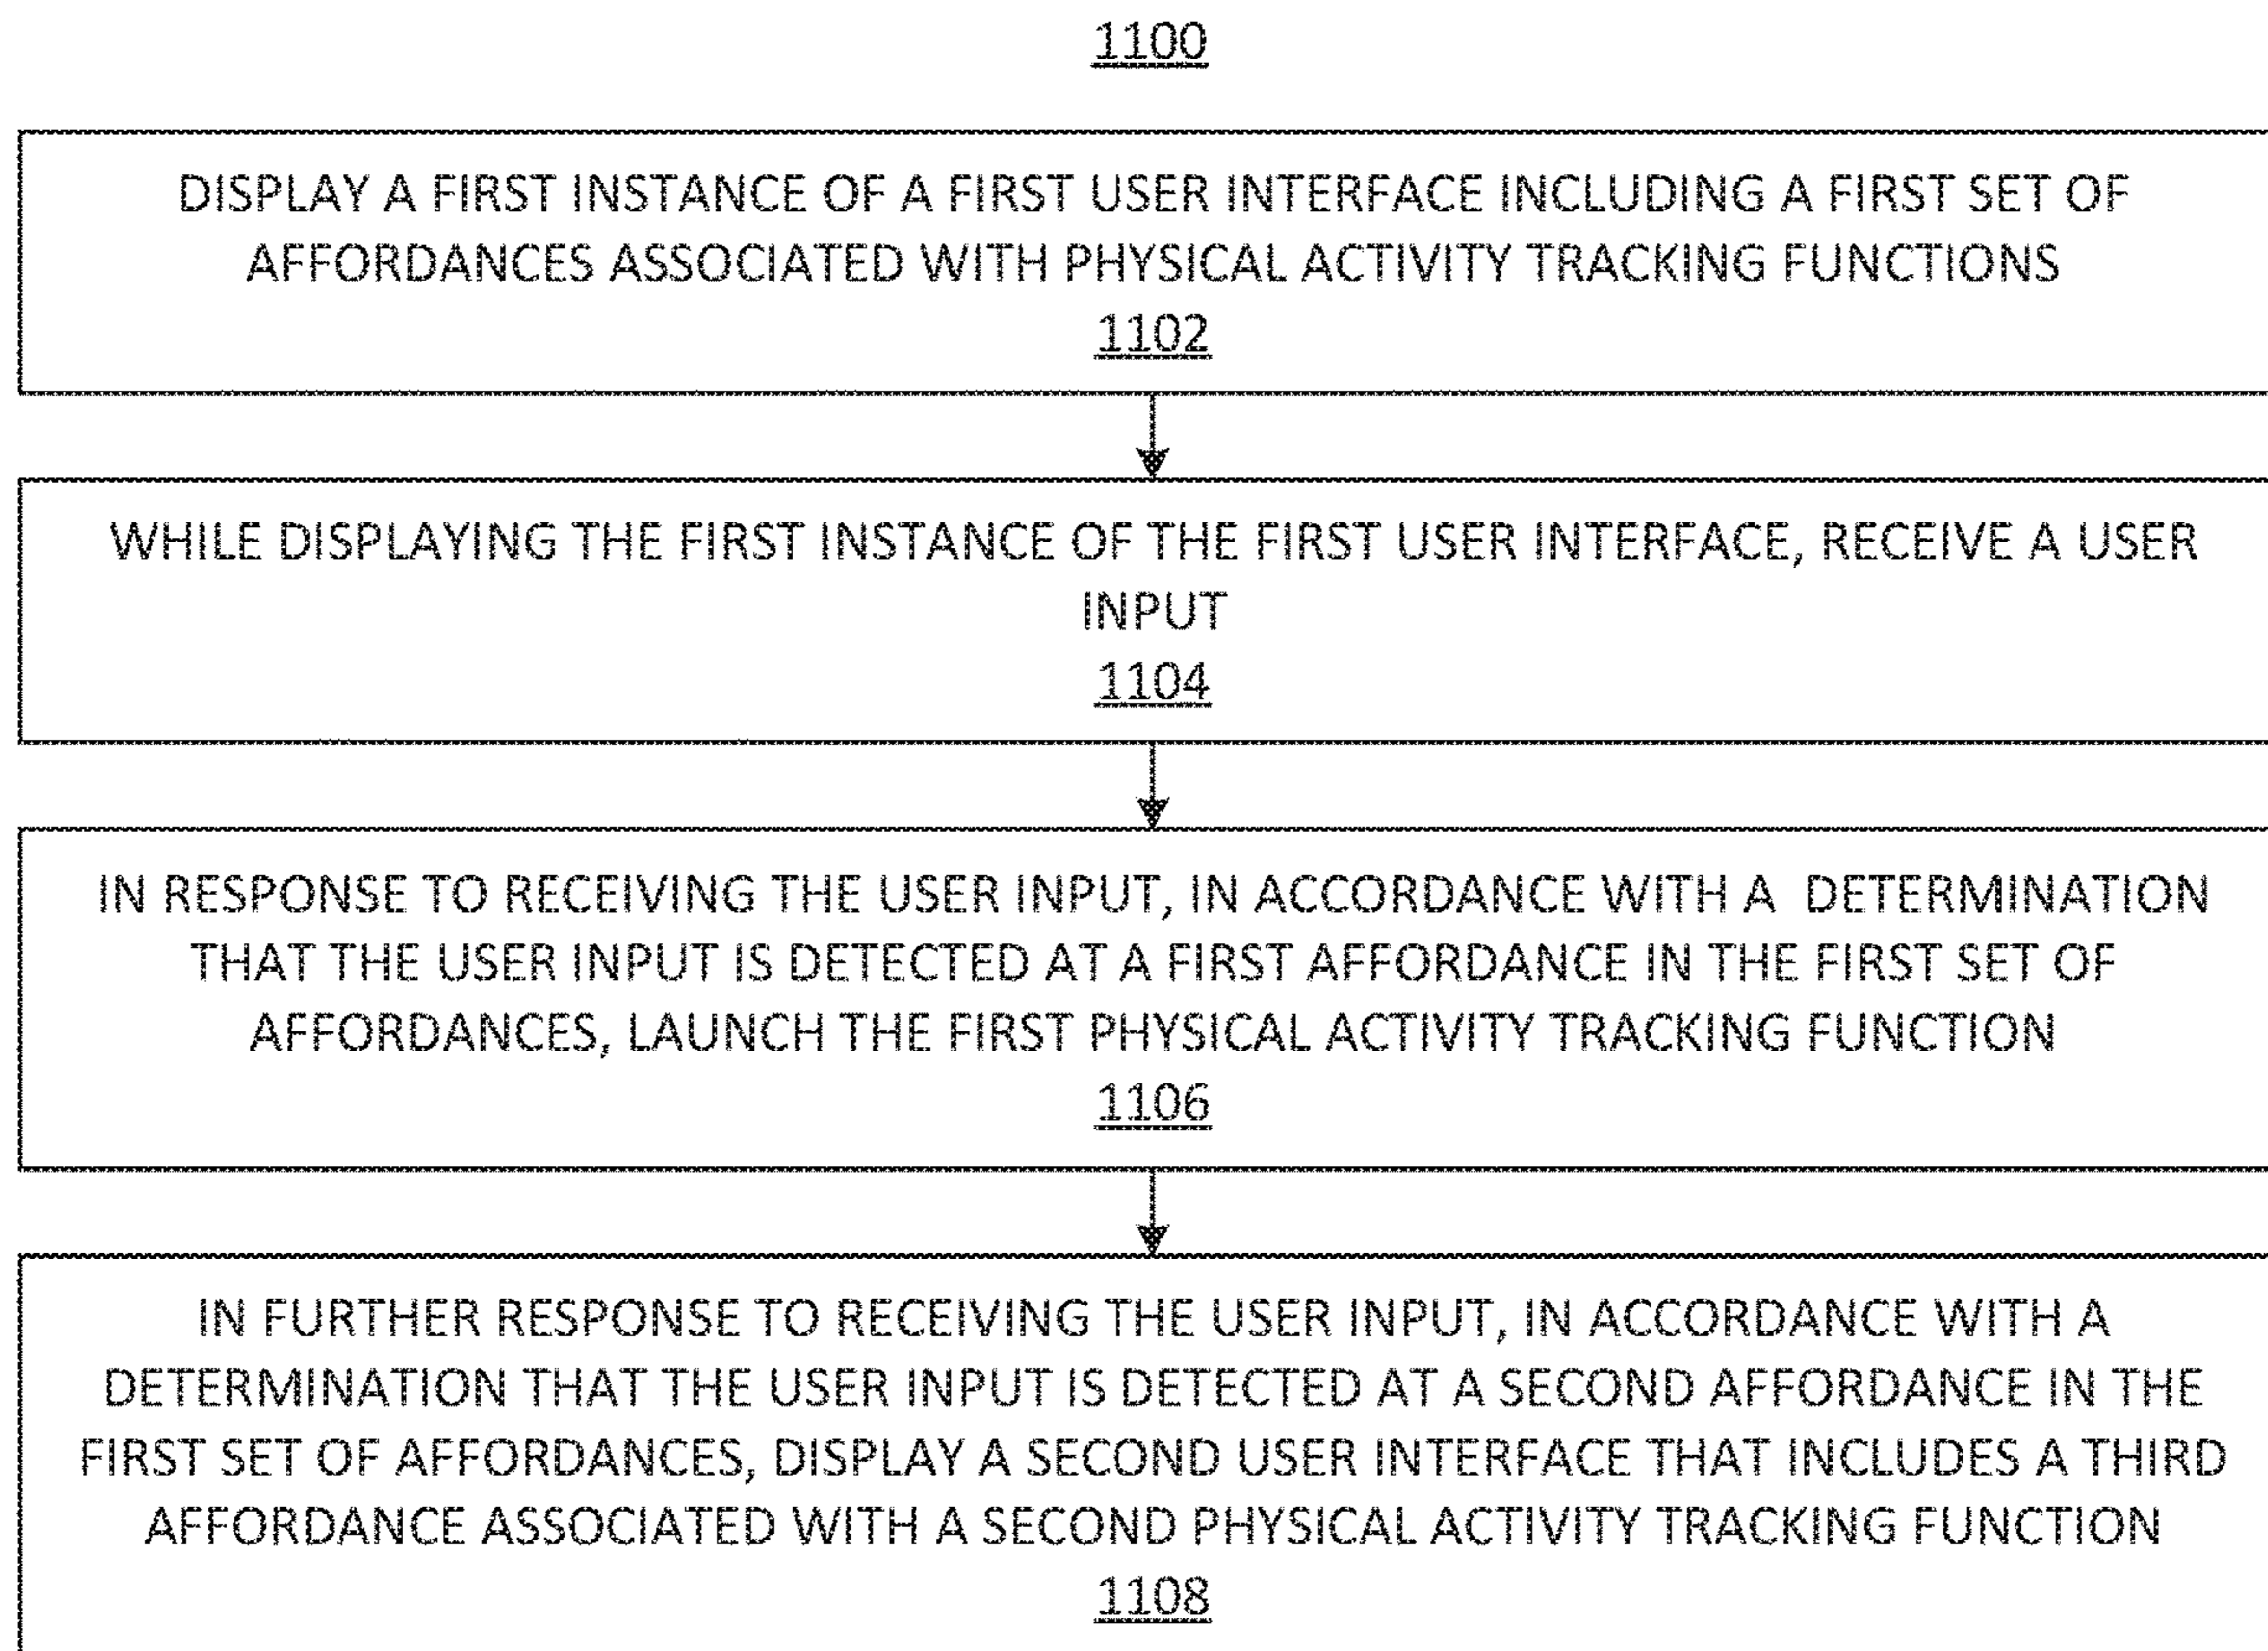 1100
DISPLAY A FIRST INSTANCE OF A FIRST USER INTERFACE INCLUDING A FIRST SET OF
AFFORDANCES ASSOCIATED WITH PHYSICAL ACTIVITY TRACKING FUNCTIONS
1102
WHILE DISPLAYING THE FIRST INSTANCE OF THE FIRST USER INTERFACE, RECEIVE A USER
INPUT
1104
IN RESPONSE TO RECEIVING THE USER INPUT, IN ACCORDANCE WITH A DETERMINATION
THAT THE USER INPUT IS DETECTED AT A FIRST AFFORDANCE IN THE FIRST SET OF
AFFORDANCES, LAUNCH THE FIRST PHYSICAL ACTIVITY TRACKING FUNCTION
1106
IN FURTHER RESPONSE TO RECEIVING THE USER INPUT, IN ACCORDANCE WITH A
DETERMINATION THAT THE USER INPUT IS DETECTED AT A SECOND AFFORDANCE IN THE
FIRST SET OF AFFORDANCES, DISPLAY A SECOND USER INTERFACE THAT INCLUDES A THIRD
AFFORDANCE ASSOCIATED WITH A SECOND PHYSICAL ACTIVITY TRACKING FUNCTION
1108